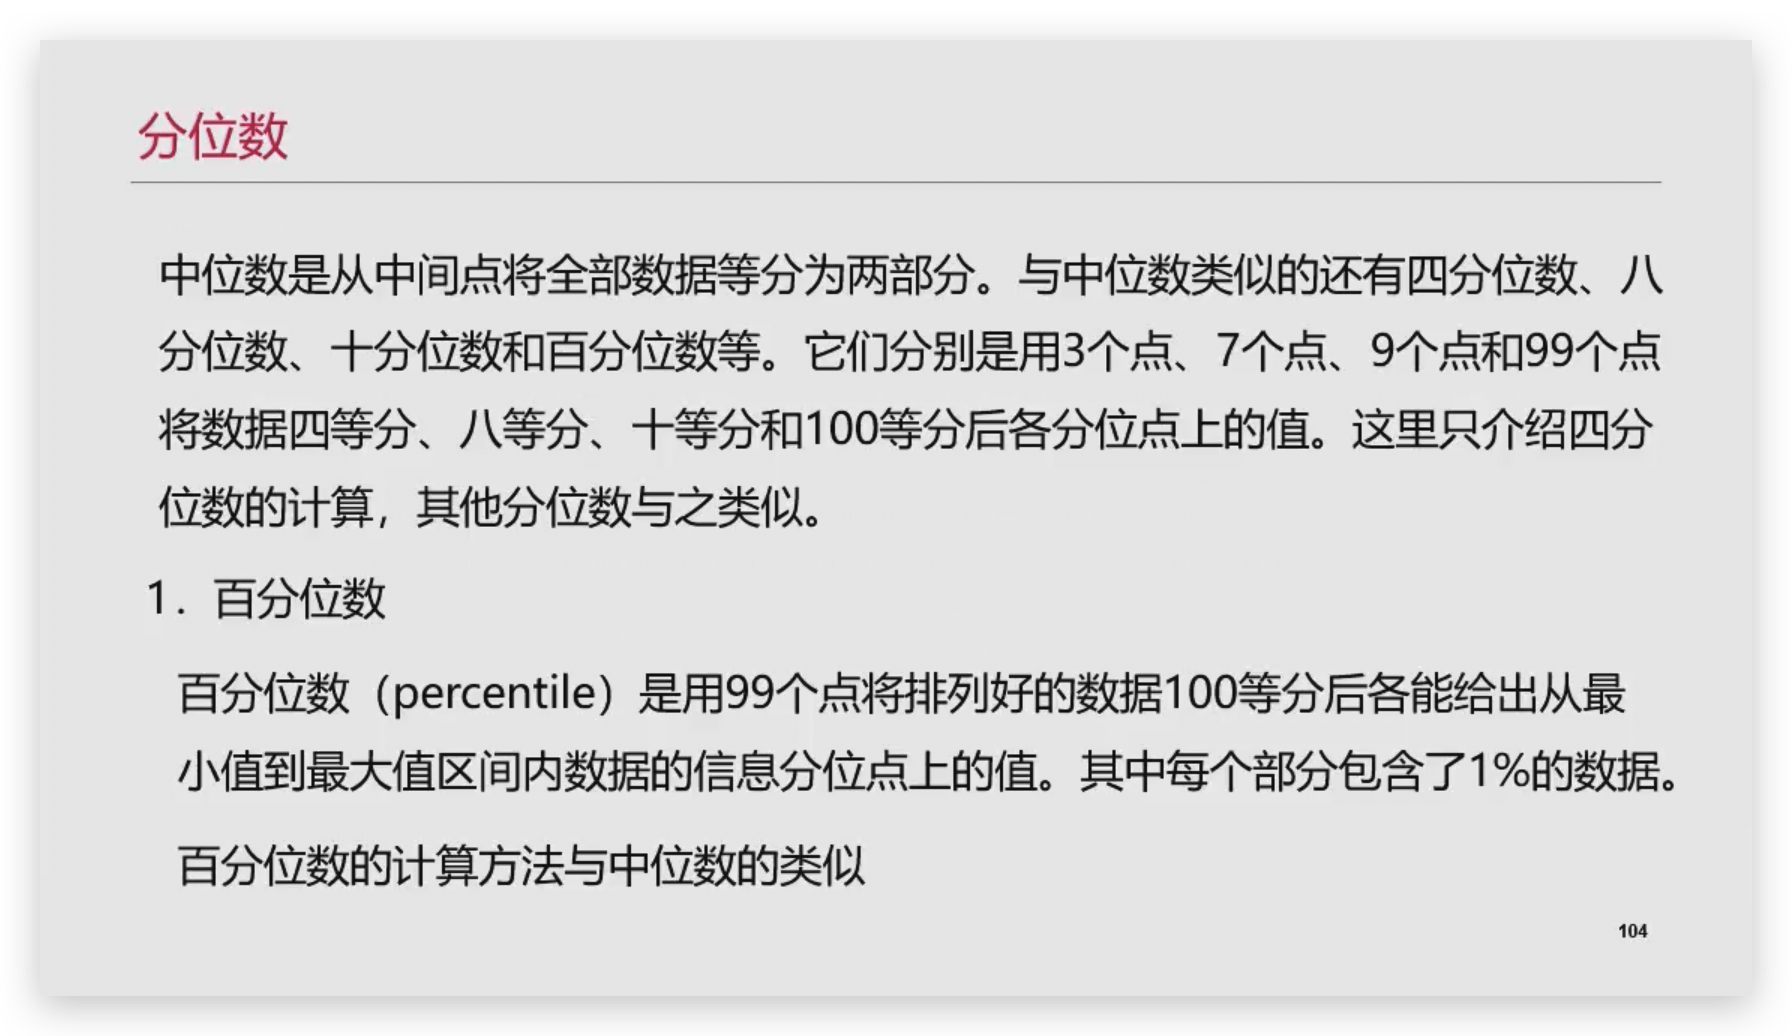 分位数
中位数是从中间点将全部数据等分为两部分。与中位数类似的还有四分位数、八
分位数、十分位数和百分位数等。它们分别是用3个点、7个点、9个点和99个点
将数据四等分、八等分、十等分和100等分后各分位点上的值。这里只介绍四分
位数的计算，其他分位数与之类似。
1．百分位数
百分位数（percentile）是用99个点将排列好的数据100等分后各能给出从最
小值到最大值区间内数据的信息分位点上的值。其中每个部分包含了1%的数据。
百分位数的计算方法与中位数的类似
104